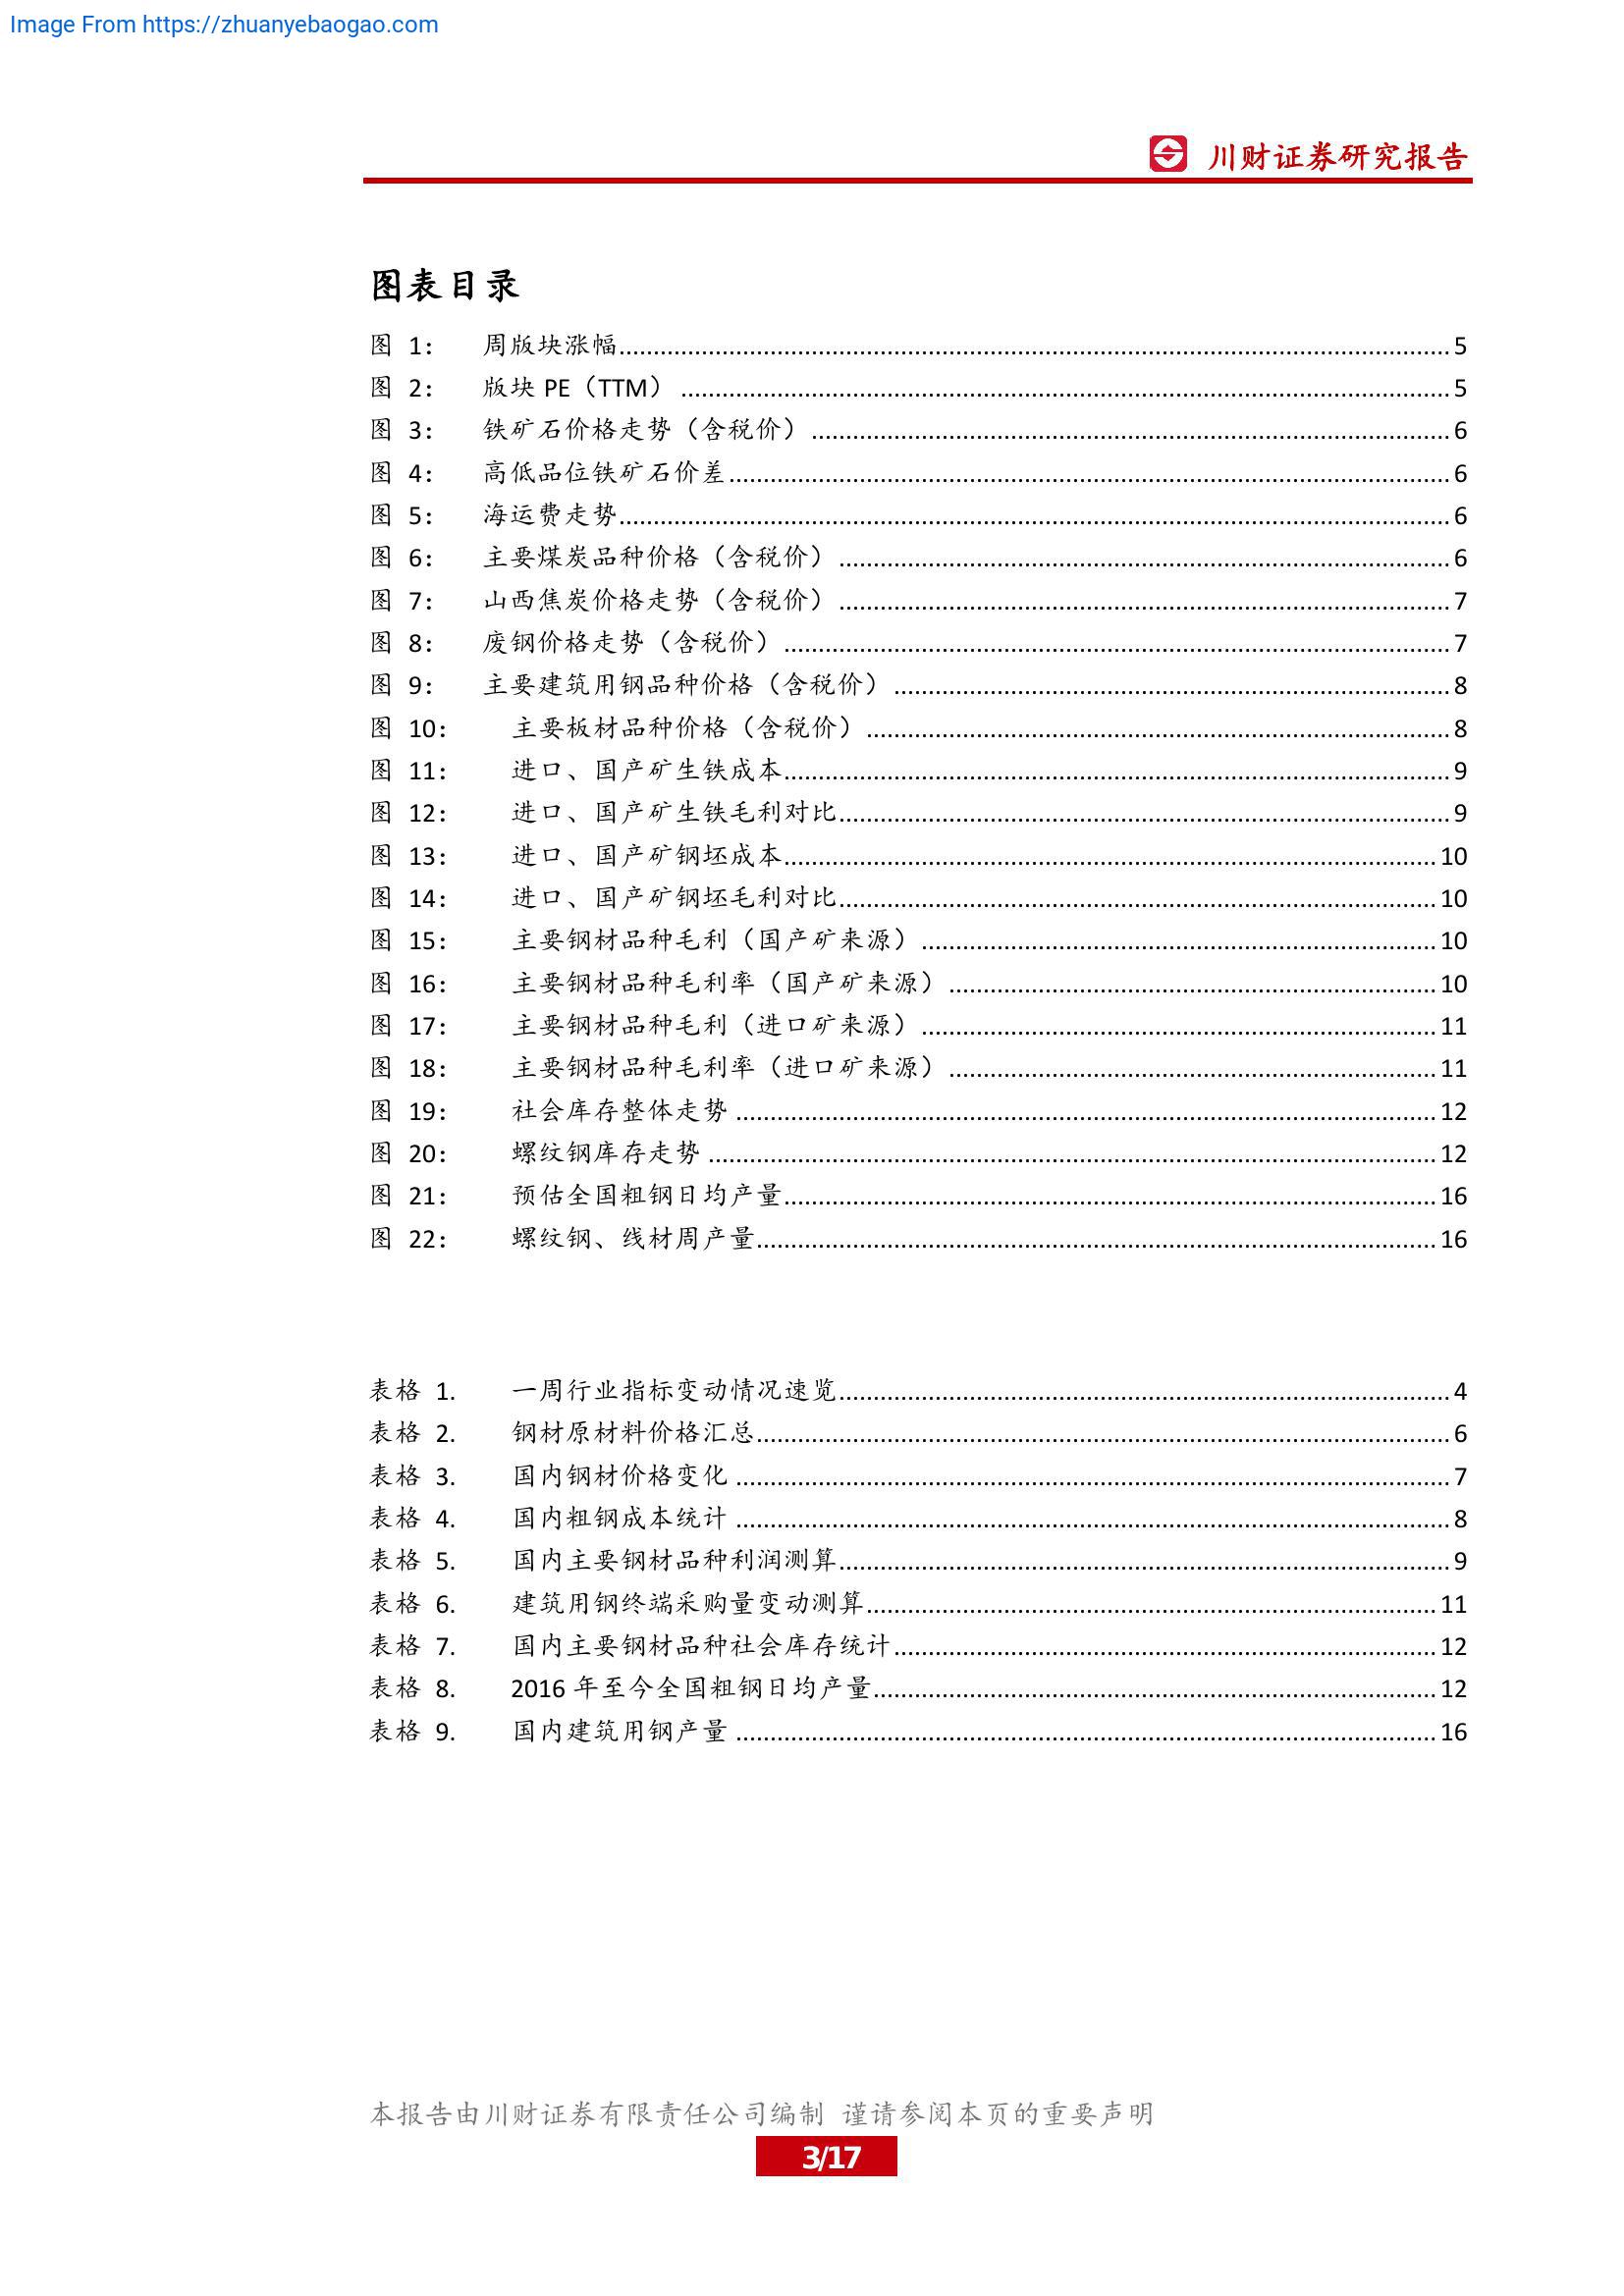 Image From https://zhuanyebaogao.com
川财证券研究报告
图表目录
图 1： 周版块涨幅........ 5
图 2： 版块 PE（TTM）........ 5
图 3： 铁矿石价格走势（含税价）........ 6
图 4： 高低品位铁矿石价差........ 6
图 5： 海运费走势........ 6
图 6： 主要煤炭品种价格（含税价）........ 6
图 7： 山西焦炭价格走势（含税价）........ 7
图 8： 废钢价格走势（含税价）........ 7
图 9： 主要建筑用钢品种价格（含税价）........ 8
图 10： 主要板材品种价格（含税价）........ 8
图 11： 进口、国产矿生铁成本........ 9
图 12： 进口、国产矿生铁毛利对比........ 9
图 13： 进口、国产矿钢坯成本........ 10
图 14： 进口、国产矿钢坯毛利对比........ 10
图 15： 主要钢材品种毛利（国产矿来源）........ 10
图 16： 主要钢材品种毛利率（国产矿来源）........ 10
图 17： 主要钢材品种毛利（进口矿来源）........ 11
图 18： 主要钢材品种毛利率（进口矿来源）........ 11
图 19： 社会库存整体走势........ 12
图 20： 螺纹钢库存走势........ 12
图 21： 预估全国粗钢日均产量........ 16
图 22： 螺纹钢、线材周产量........ 16
表格 1. 一周行业指标变动情况速览........ 4
表格 2. 钢材原材料价格汇总........ 6
表格 3. 国内钢材价格变化........ 7
表格 4. 国内粗钢成本统计........ 8
表格 5. 国内主要钢材品种利润测算........ 9
表格 6. 建筑用钢终端采购量变动测算........ 11
表格 7. 国内主要钢材品种社会库存统计........ 12
表格 8. 2016 年至今全国粗钢日均产量........ 12
表格 9. 国内建筑用钢产量........ 16
本报告由川财证券有限责任公司编制 谨请参阅本页的重要声明
3/17